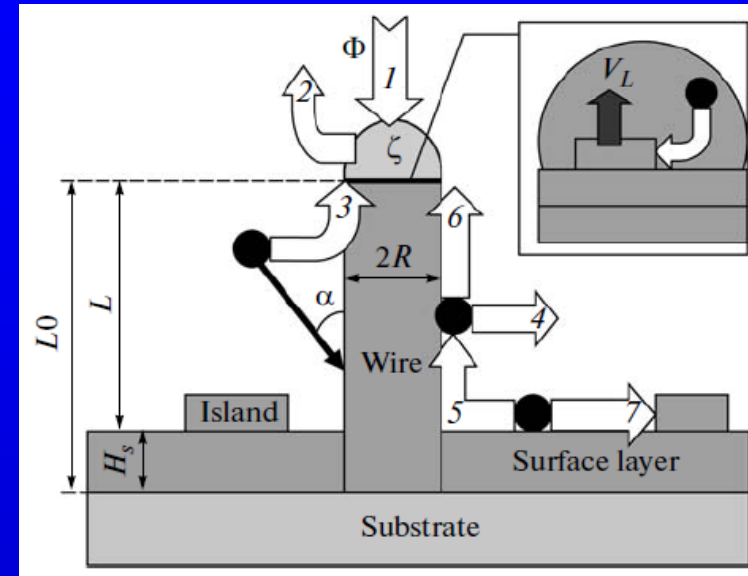 Φ
1
2
V_L
ζ
3
6
2R
α
L
L0
4
Wire
Island
5
7
H_s
Surface layer
Substrate